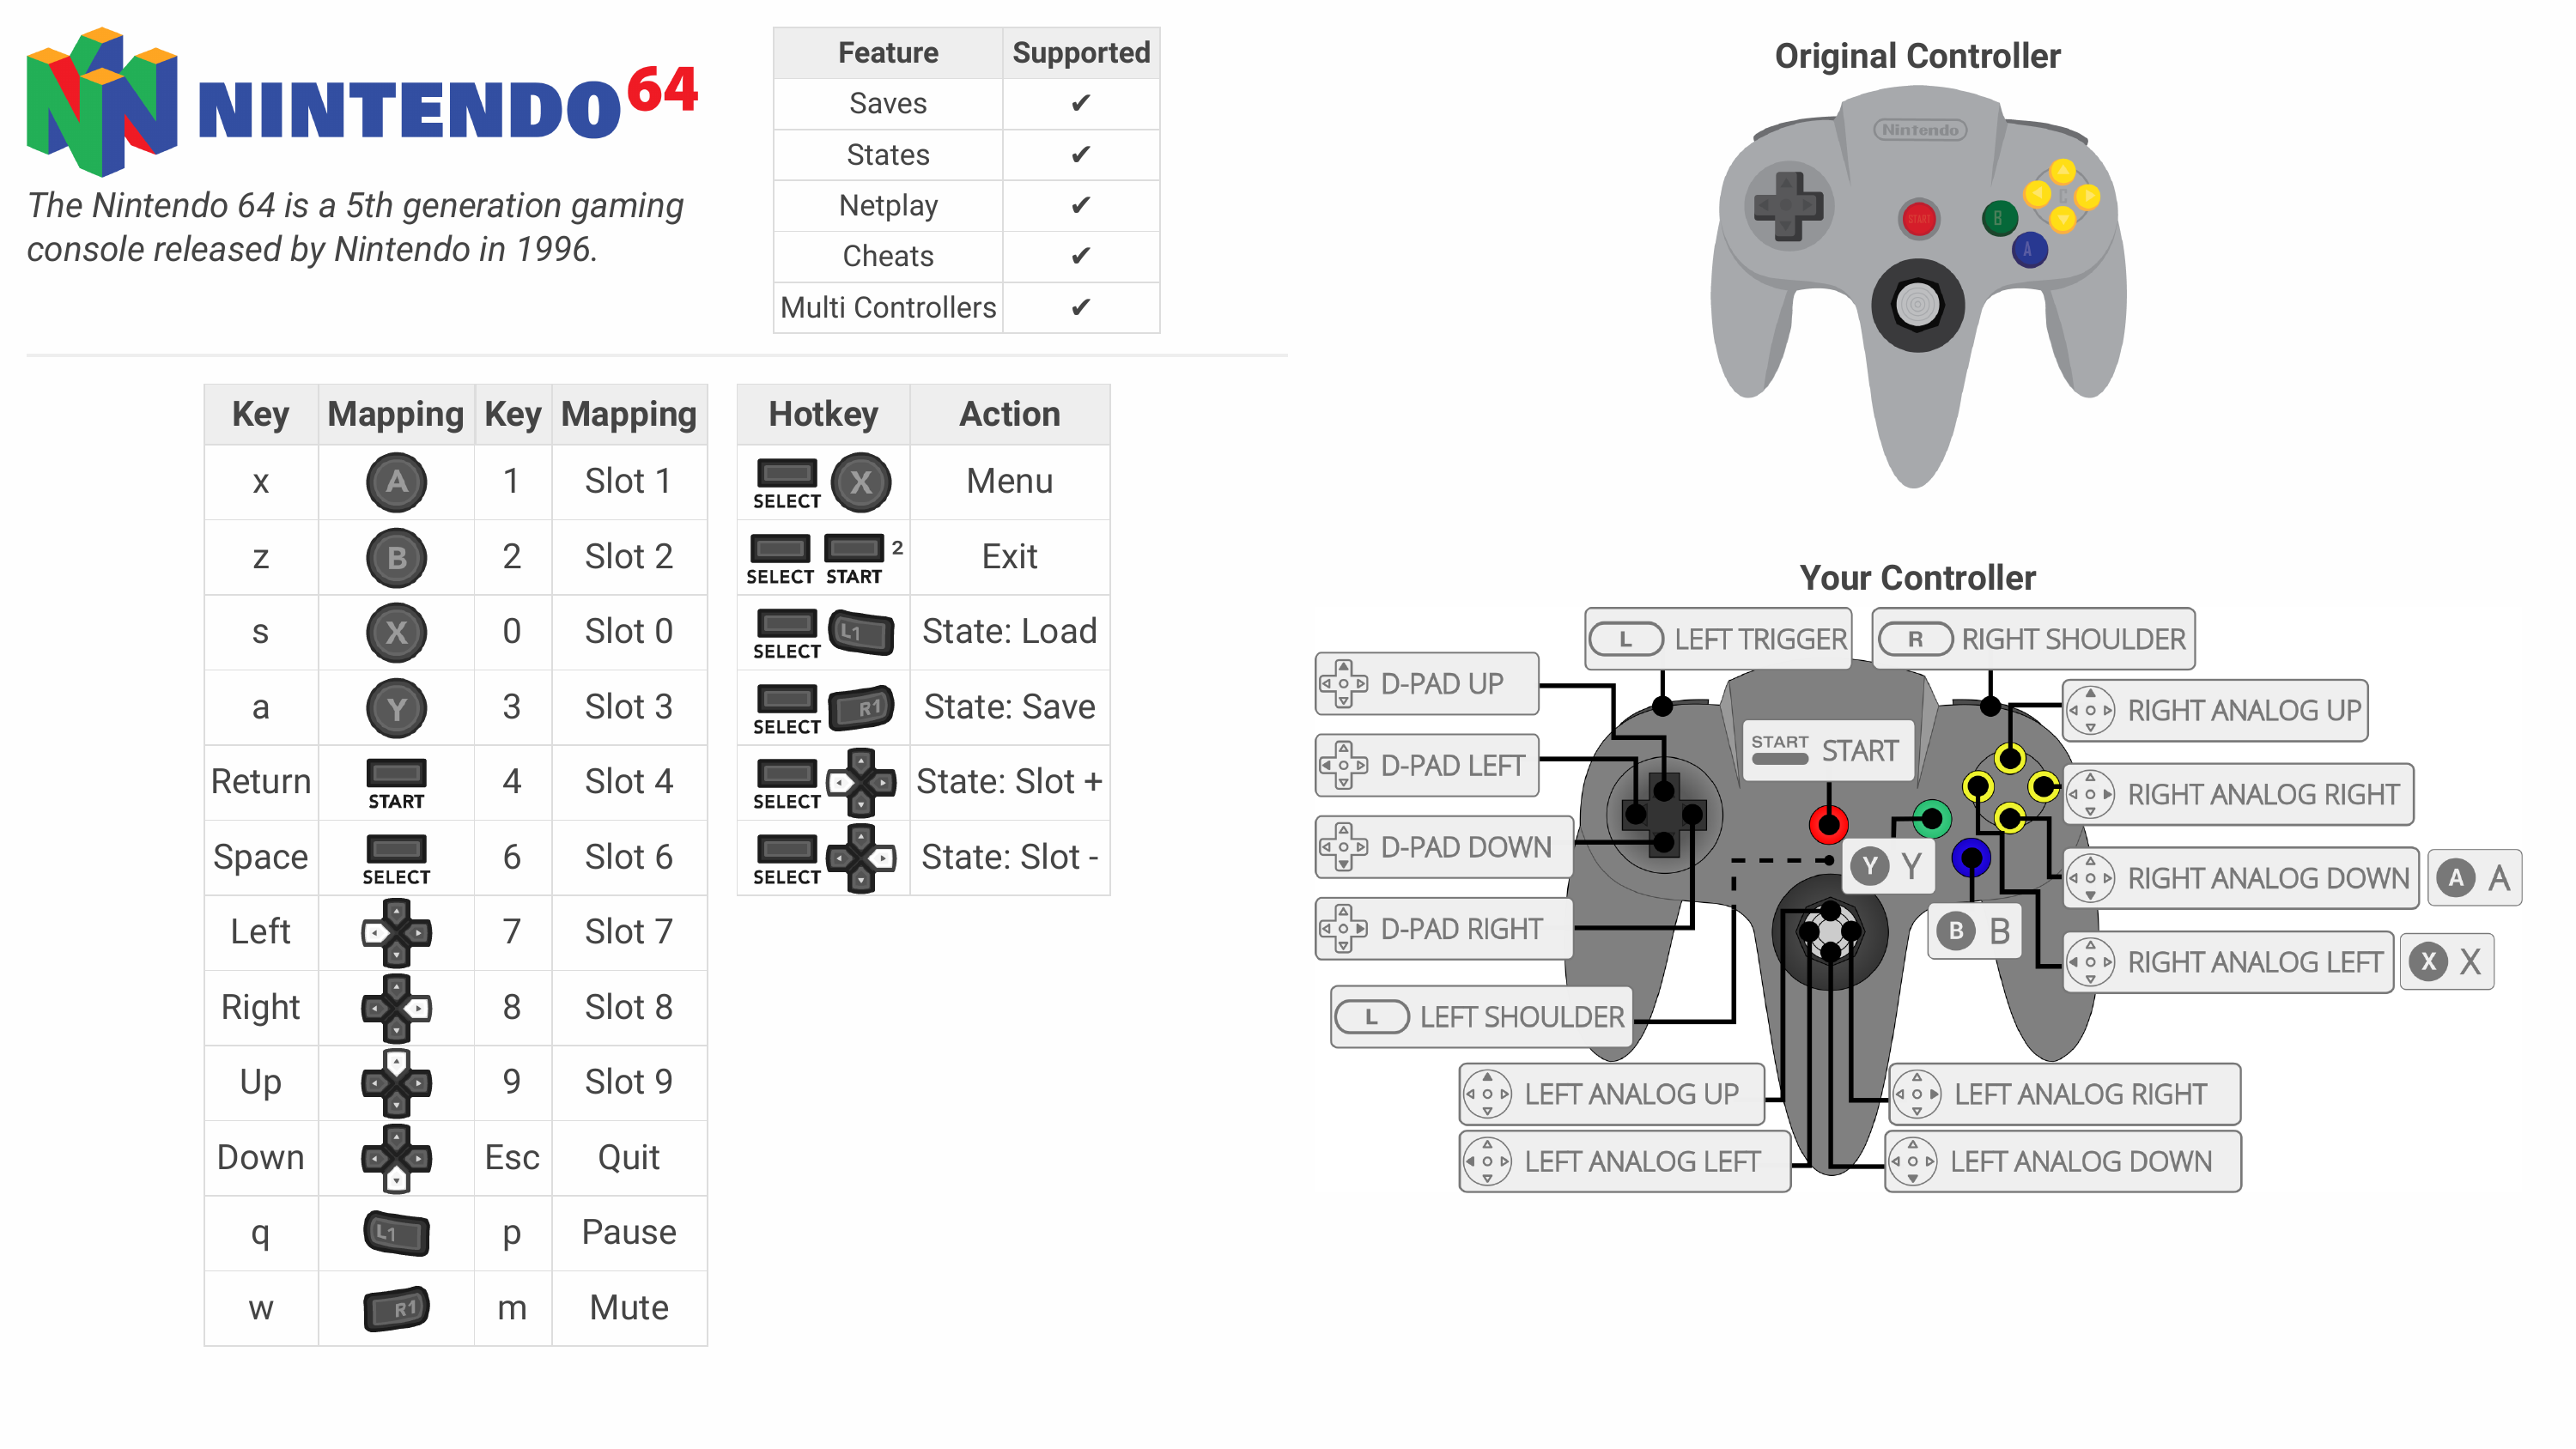 NINTENDO64
The Nintendo 64 is a 5th generation gaming
console released by Nintendo in 1996.
Feature Supported
Saves ✔
States ✔
Netplay ✔
Cheats ✔
Multi Controllers ✔
Key Mapping Key Mapping
x A 1 Slot 1
z B 2 Slot 2
s X 0 Slot 0
a Y 3 Slot 3
Return START 4 Slot 4
Space SELECT 6 Slot 6
Left 7 Slot 7
Right 8 Slot 8
Up 9 Slot 9
Down Esc Quit
q L1 p Pause
w R1 m Mute
Hotkey Action
SELECT X Menu
SELECT START 2 Exit
SELECT L1 State: Load
SELECT R1 State: Save
SELECT State: Slot +
SELECT State: Slot -
Original Controller
Nintendo
START
B
A
C
Your Controller
L LEFT TRIGGER
R RIGHT SHOULDER
D-PAD UP
D-PAD LEFT
D-PAD DOWN
D-PAD RIGHT
L LEFT SHOULDER
START START
Y Y
B B
RIGHT ANALOG UP
RIGHT ANALOG RIGHT
RIGHT ANALOG DOWN A A
RIGHT ANALOG LEFT X X
LEFT ANALOG UP
LEFT ANALOG RIGHT
LEFT ANALOG LEFT
LEFT ANALOG DOWN